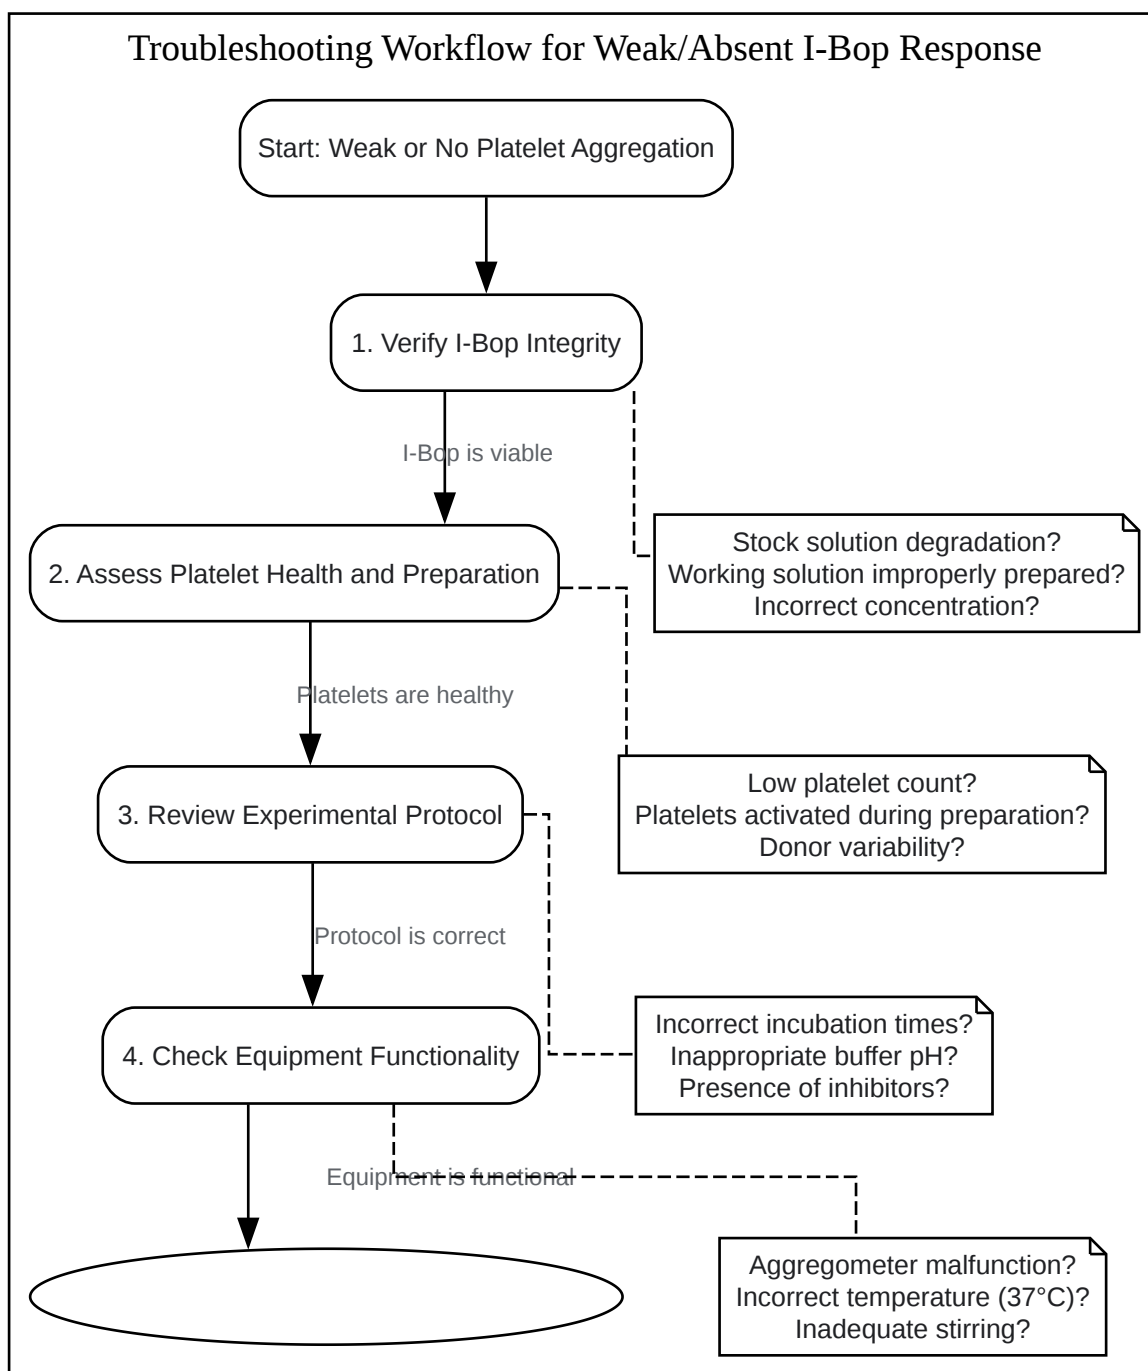 Troubleshooting Workflow for Weak/Absent I-Bop Response
Start: Weak or No Platelet Aggregation
1. Verify I-Bop Integrity
I-Bop is viable
Stock solution degradation?
Working solution improperly prepared?
Incorrect concentration?
2. Assess Platelet Health and Preparation
Platelets are healthy
Low platelet count?
Platelets activated during preparation?
Donor variability?
3. Review Experimental Protocol
Protocol is correct
Incorrect incubation times?
Inappropriate buffer pH?
Presence of inhibitors?
4. Check Equipment Functionality
Equipment is functional
Aggregometer malfunction?
Incorrect temperature (37°C)?
Inadequate stirring?